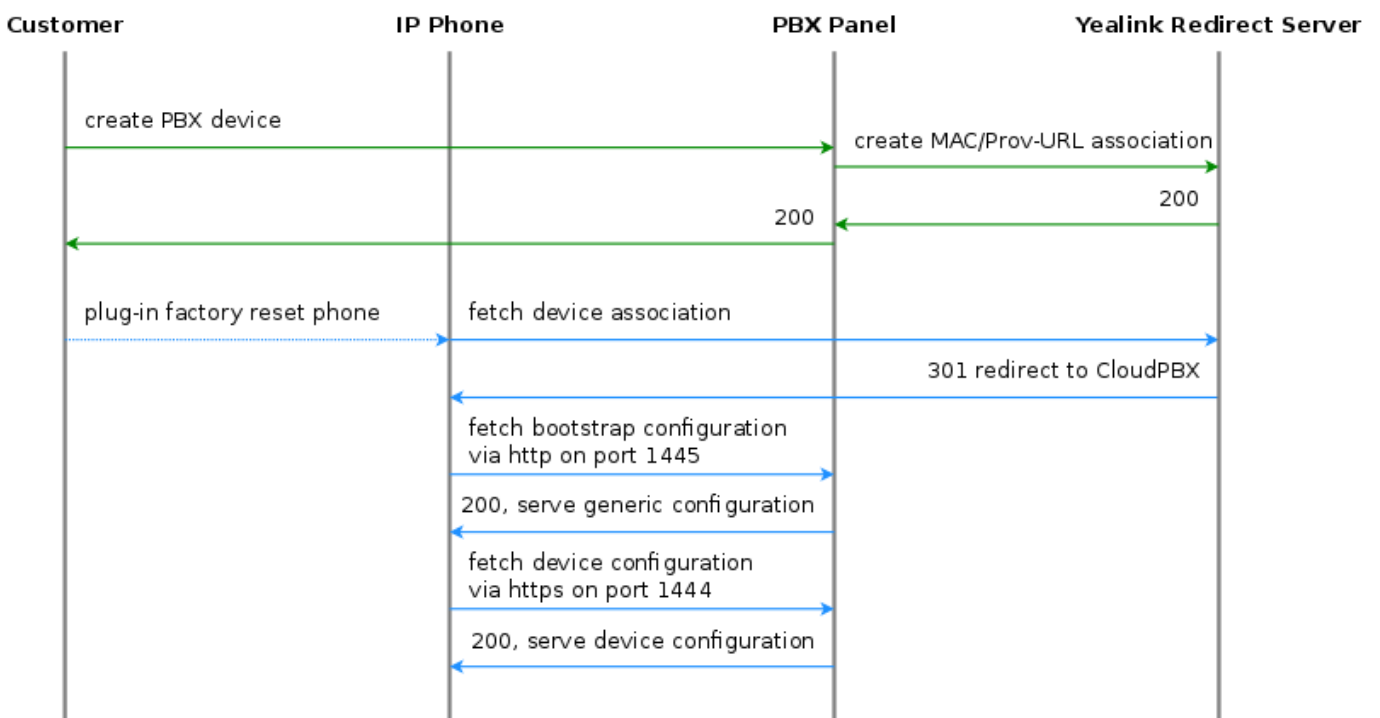 Customer
IP Phone
PBX Panel
Yealink Redirect Server
create PBX device
create MAC/Prov-URL association
200
200
plug-in factory reset phone
fetch device association
301 redirect to CloudPBX
fetch bootstrap configuration
via http on port 1445
200, serve generic configuration
fetch device configuration
via https on port 1444
200, serve device configuration